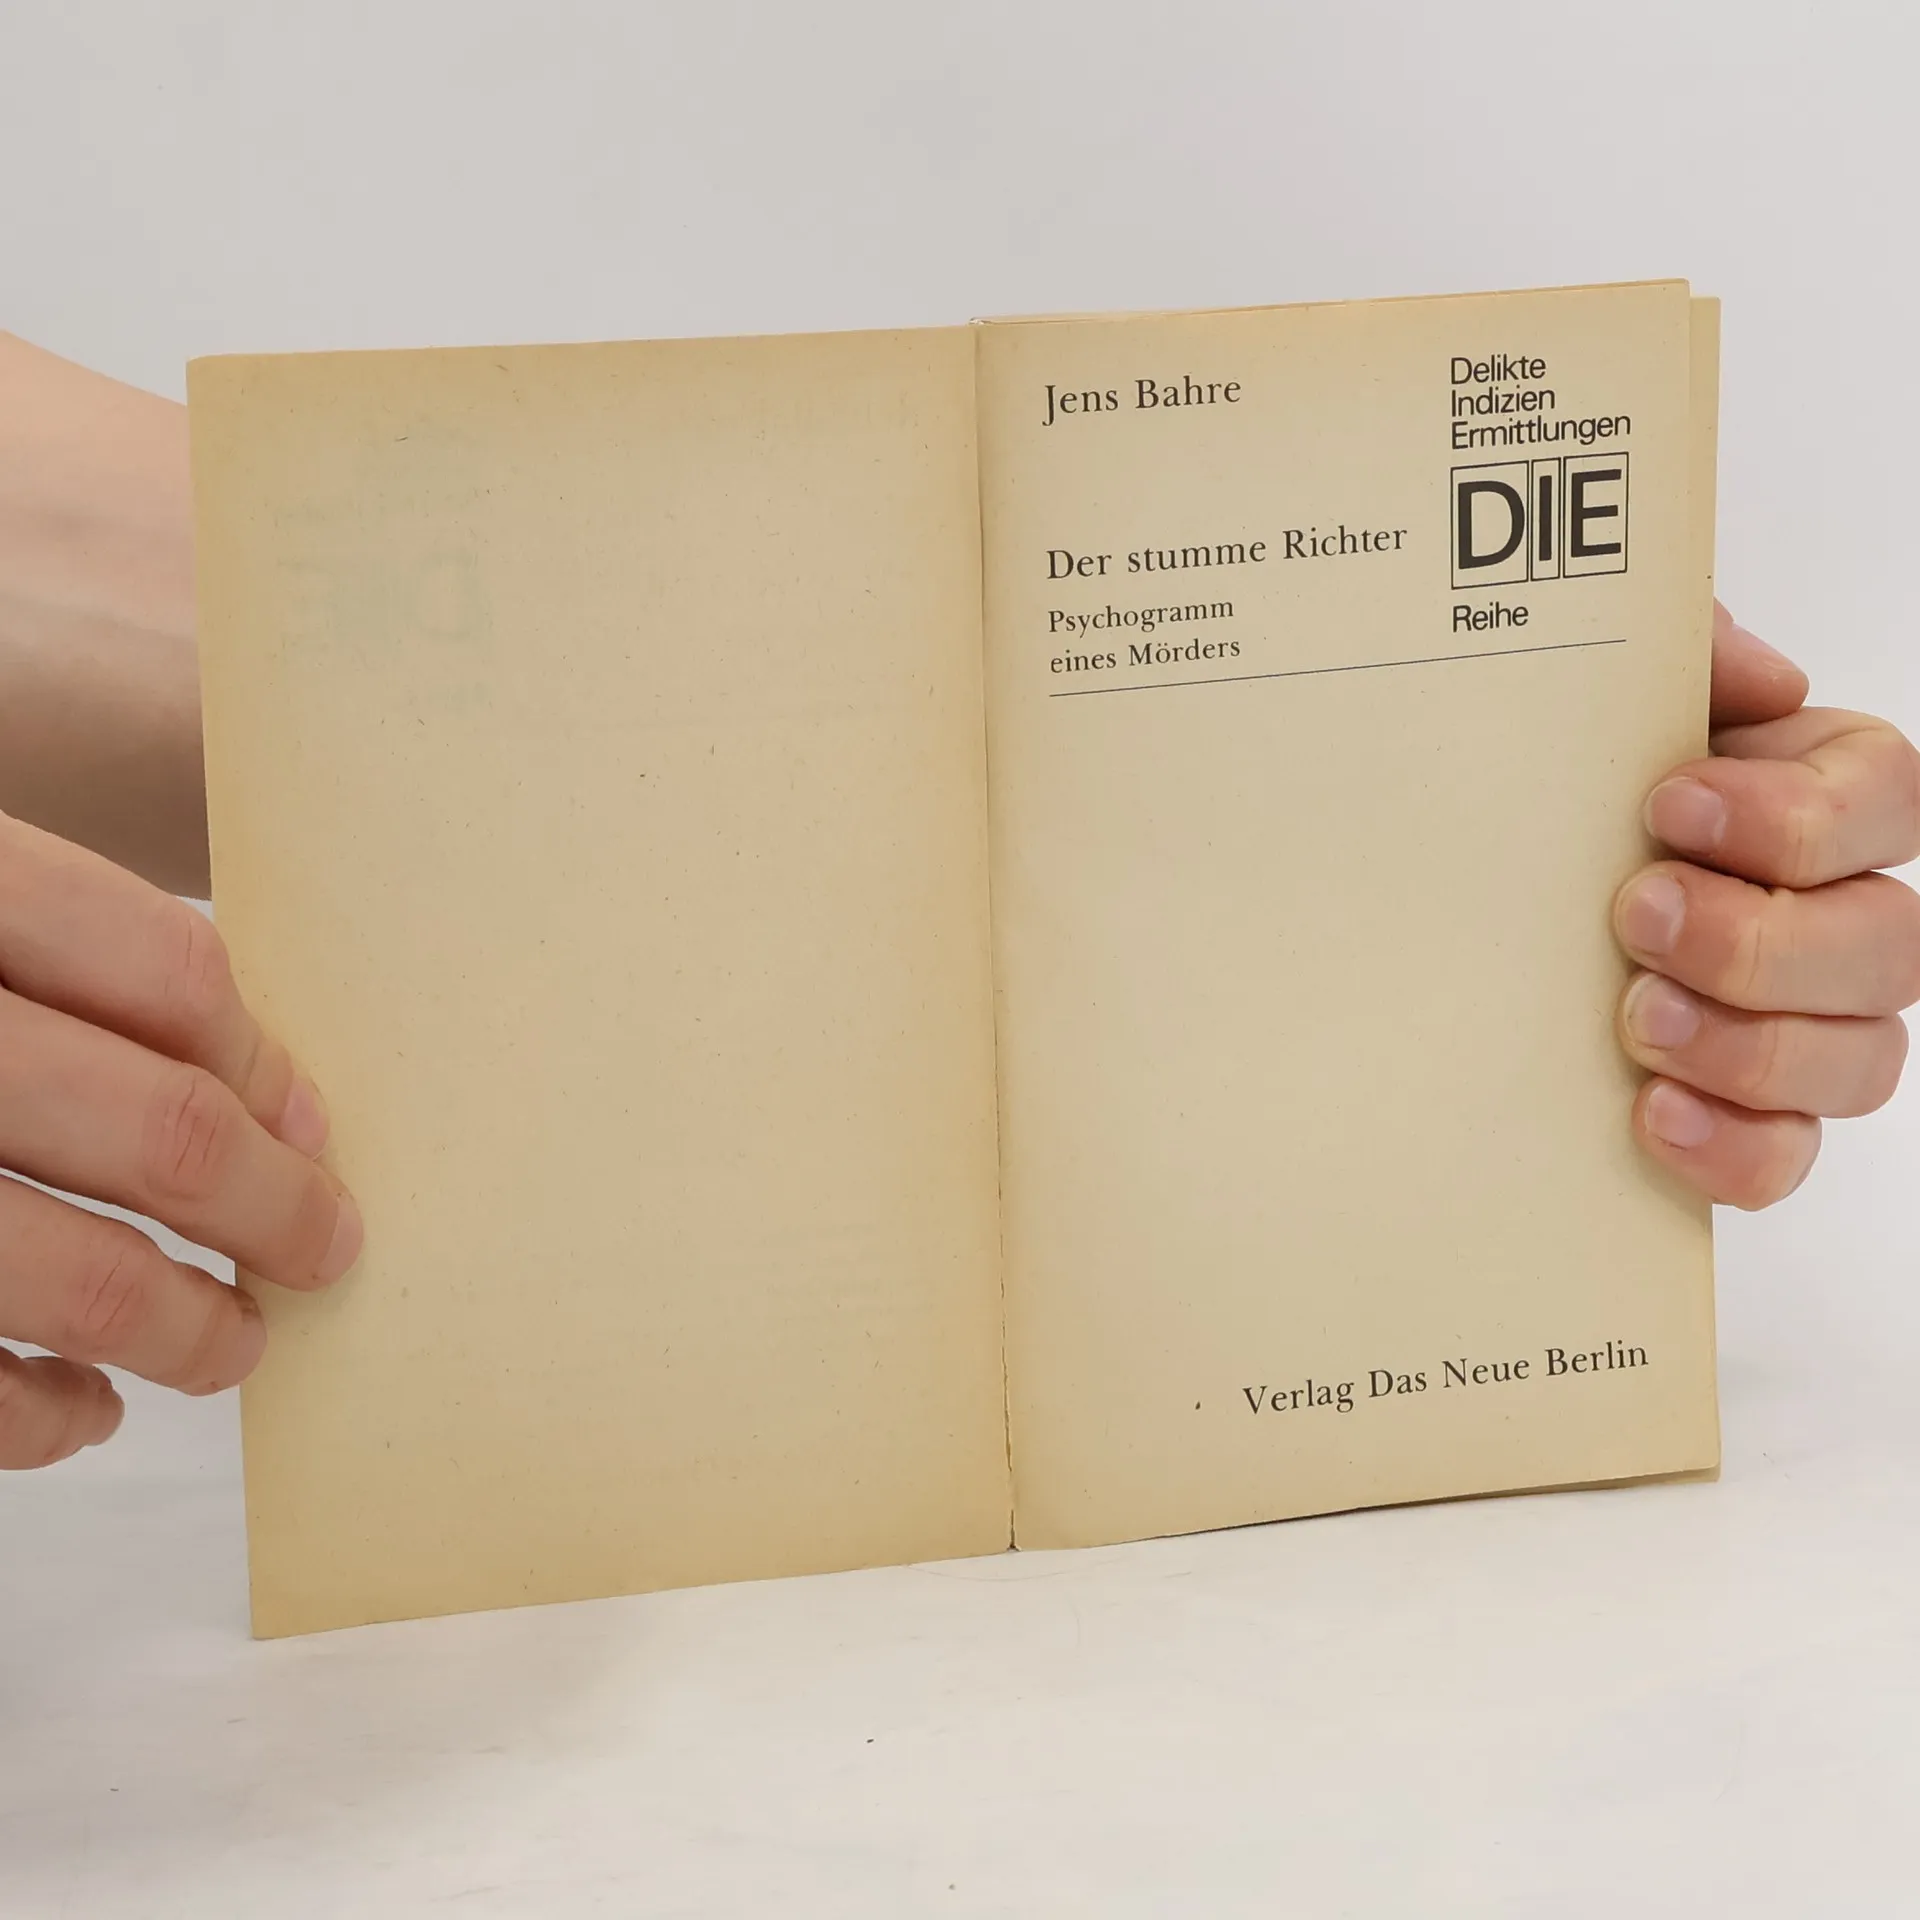 Jens Bahre
Delikte
Indizien
Ermittlungen
DIE
Reihe
Der stumme Richter
Psychogramm
eines Mörders
Verlag Das Neue Berlin